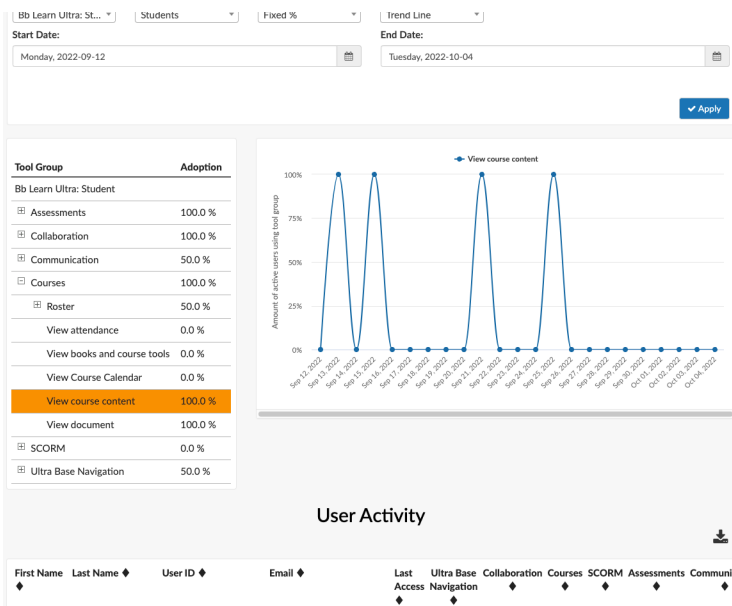 Bb Learn Ultra: St...
Students
Fixed %
Trend Line
Start Date:
End Date:
Monday, 2022-09-12
Tuesday, 2022-10-04
Apply
Tool Group Adoption
Bb Learn Ultra: Student
Assessments 100.0 %
Collaboration 100.0 %
Communication 50.0 %
Courses 100.0 %
Roster 50.0 %
View attendance 0.0 %
View books and course tools 0.0 %
View Course Calendar 0.0 %
View course content 100.0 %
View document 100.0 %
SCORM 0.0 %
Ultra Base Navigation 50.0 %
View course content
Amount of active users using tool group
100%
75%
50%
25%
0%
Sep 12, 2022
Sep 13, 2022
Sep 14, 2022
Sep 15, 2022
Sep 16, 2022
Sep 17, 2022
Sep 18, 2022
Sep 19, 2022
Sep 20, 2022
Sep 21, 2022
Sep 22, 2022
Sep 23, 2022
Sep 24, 2022
Sep 25, 2022
Sep 26, 2022
Sep 27, 2022
Sep 28, 2022
Sep 29, 2022
Sep 30, 2022
Oct 01, 2022
Oct 02, 2022
Oct 03, 2022
Oct 04, 2022
User Activity
First Name
Last Name
User ID
Email
Last Access
Ultra Base Navigation
Collaboration
Courses
SCORM
Assessments
Communi